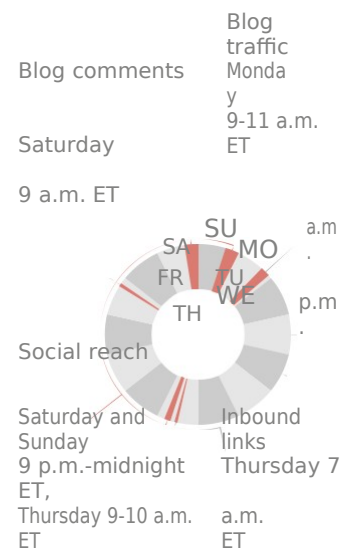 Blog
traffic
Blog comments
Monda
y
9-11 a.m.
ET
Saturday
9 a.m. ET
SU
SA
MO
a.m
.
FR
TU
WE
TH
p.m
.
Social reach
Saturday and
Sunday
9 p.m.-midnight
ET,
Thursday 9-10 a.m.
ET
Inbound
links
Thursday 7
a.m.
ET